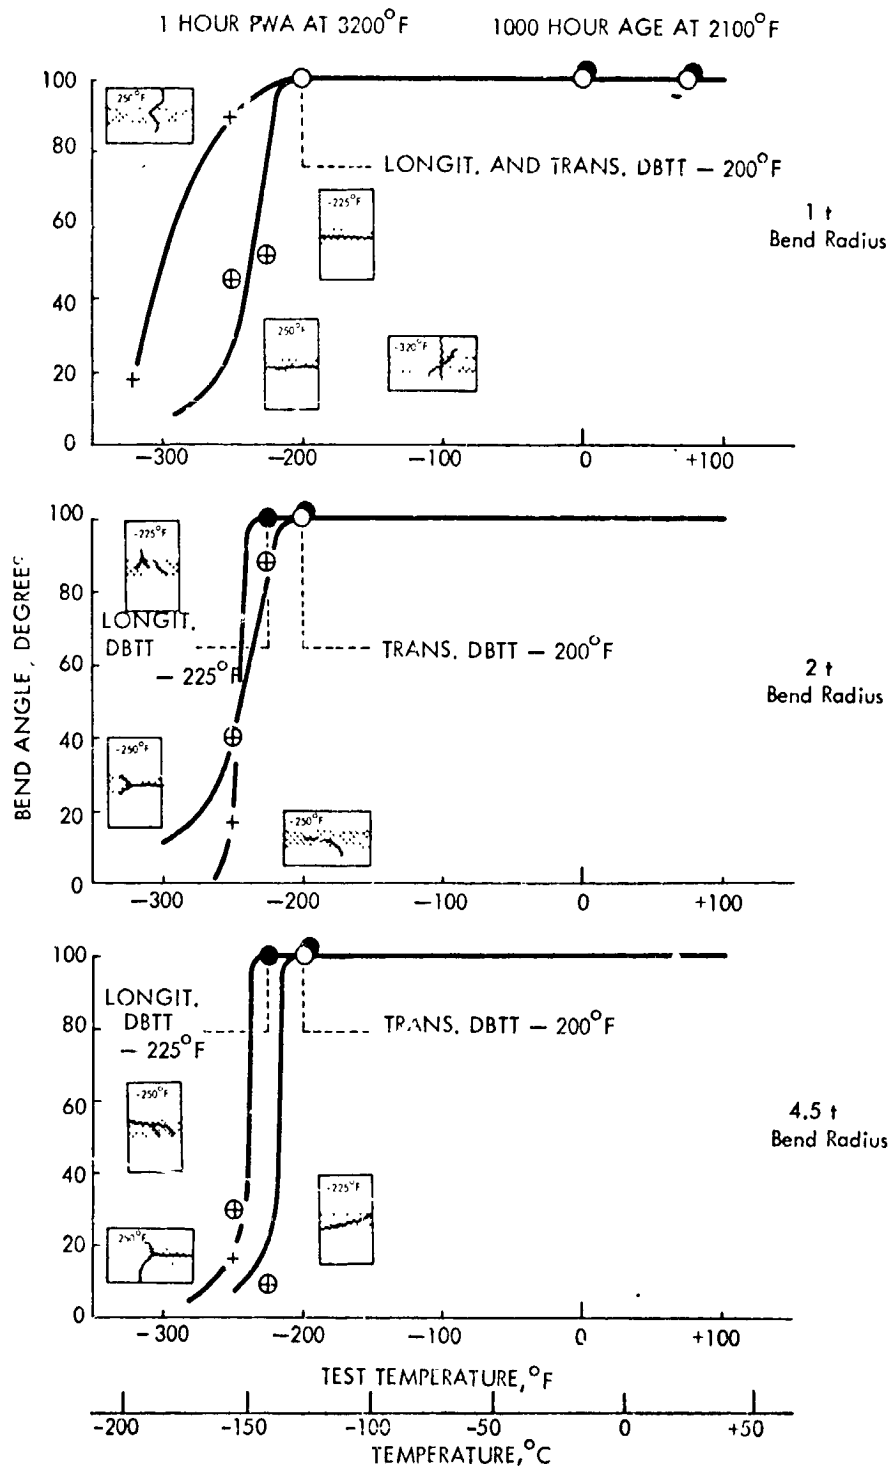 1 HOUR PWA AT 3200°F 1000 HOUR AGE AT 2100°F
100
80
60
40
20
0
250°F
LONGIT. AND TRANS. DBTT — 200°F
-225°F
250°F
-320°F
1 t
Bend Radius
-300 -200 -100 0 +100
BEND ANGLE, DEGREES
100
80
60
40
20
0
-225°F
LONGIT.
DBTT
— 225°F
TRANS. DBTT — 200°F
-250°F
-250°F
2 t
Bend Radius
-300 -200 -100 0 +100
100
80
60
40
20
0
LONGIT.
DBTT
— 225°F
TRANS. DBTT — 200°F
-250°F
250°F
-225°F
4.5 t
Bend Radius
-300 -200 -100 0 +100
TEST TEMPERATURE, °F
-200 -150 -100 -50 0 +50
TEMPERATURE, °C